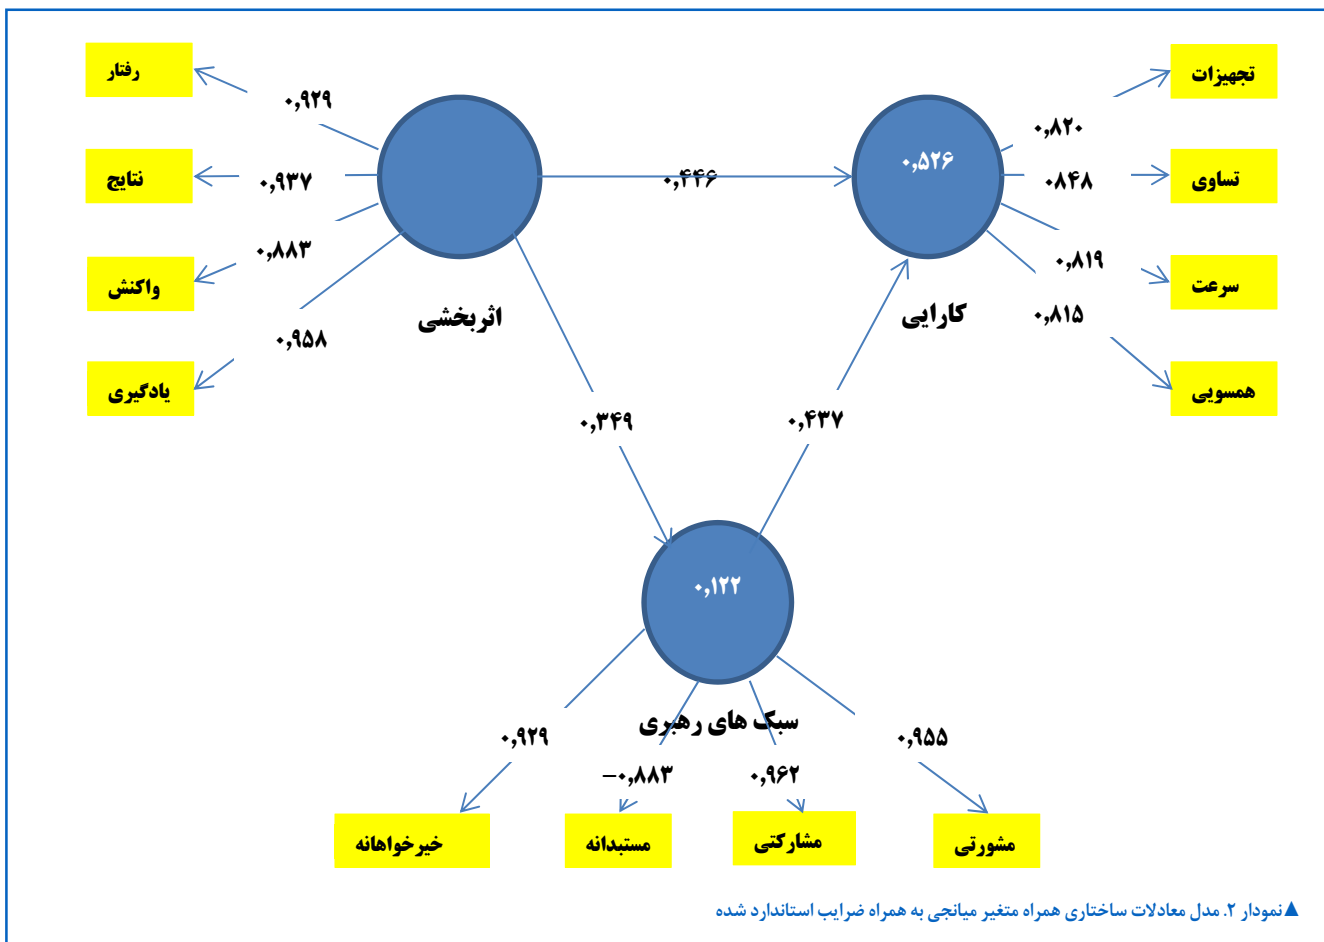 رفتار
۰,۹۲۹
نتایج
۰,۹۳۷
واکنش
۰,۸۸۳
یادگیری
۰,۹۵۸
اثربخشی
۰,۴۴۶
۰,۵۲۶
کارایی
تجهیزات
۰,۸۲۰
تساوی
۰.۸۴۸
سرعت
۰,۸۱۹
همسویی
۰,۸۱۵
۰,۳۴۹
۰,۴۳۷
۰,۱۲۲
سبک های رهبری
۰,۹۲۹
−۰,۸۸۳
۰,۹۶۲
۰,۹۵۵
خیرخواهانه
مستبدانه
مشارکتی
مشورتی
▲نمودار ۲. مدل معادلات ساختاری همراه متغیر میانجی به همراه ضرایب استاندارد شده